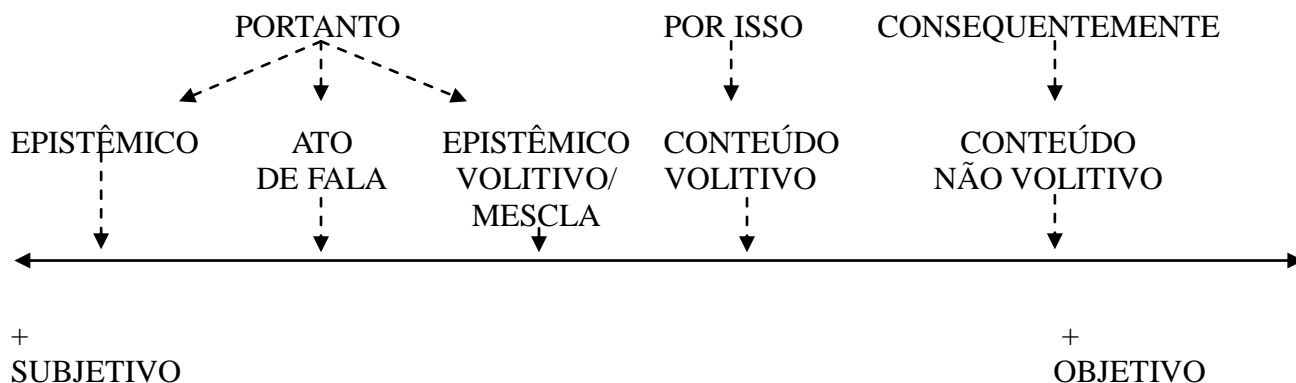 PORTANTO POR ISSO CONSEQUENTEMENTE
EPISTÊMICO ATO EPISTÊMICO CONTEÚDO CONTEÚDO
DE FALA VOLITIVO/ VOLITIVO NÃO VOLITIVO
MESCLA
+ +
SUBJETIVO OBJETIVO